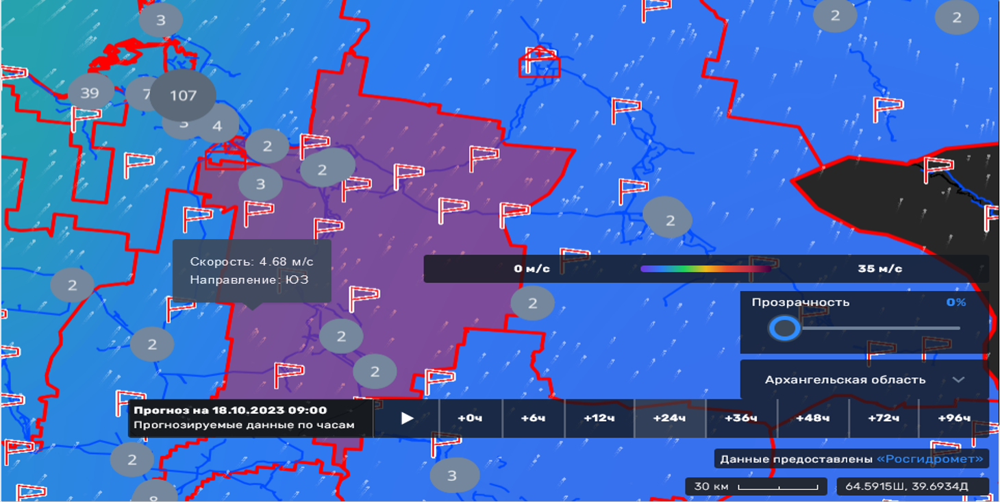 3
2
2
39
7
107
3
4
2
2
3
2
Скорость: 4.68 м/с
Направление: ЮЗ
0 м/с
35 м/с
2
2
Прозрачность
0%
2
2
2
Архангельская область
Прогноз на 18.10.2023 09:00
Прогнозируемые данные по часам
+0ч
+6ч
+12ч
+24ч
+36ч
+48ч
+72ч
+96ч
2
Данные предоставлены «Росгидромет»
3
30 км
64.5915Ш, 39.6934Д
8